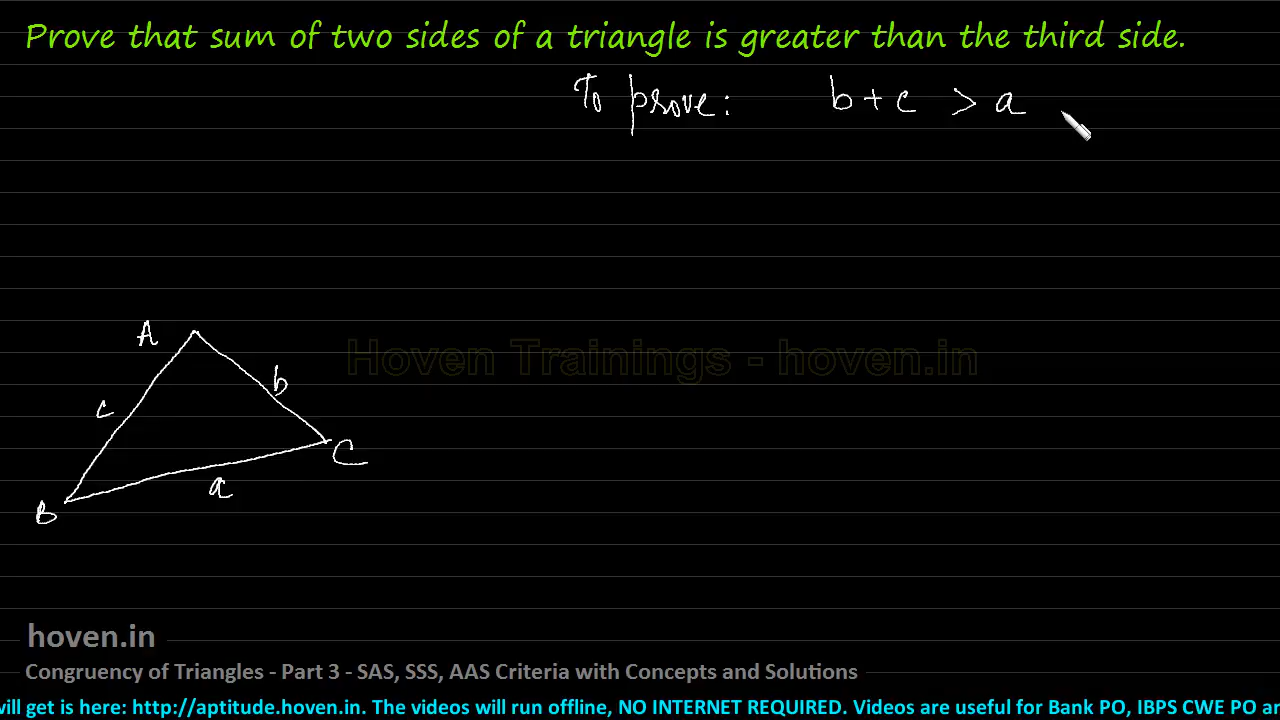 Prove that sum of two sides of a triangle is greater than the third side.
To prove: b+c > a
A
Hoven Trainings - hoven.in
b
c
C
a
B
hoven.in
Congruency of Triangles - Part 3 - SAS, SSS, AAS Criteria with Concepts and Solutions
will get is here: http://aptitude.hoven.in. The videos will run offline, NO INTERNET REQUIRED. Videos are useful for Bank PO, IBPS CWE PO